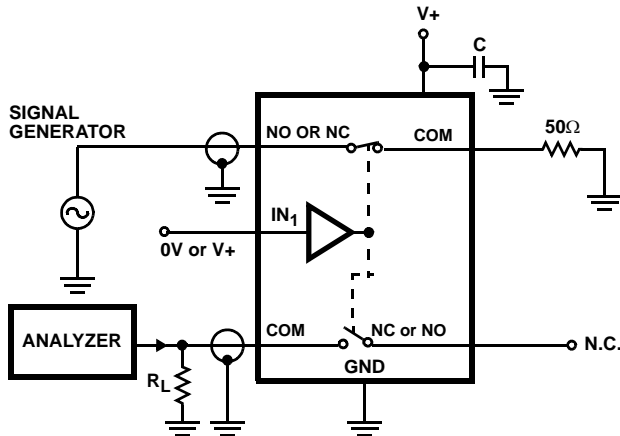 V+
C
SIGNAL
GENERATOR
NO OR NC
COM
50Ω
IN1
0V or V+
ANALYZER
COM
NC or NO
N.C.
RL
GND